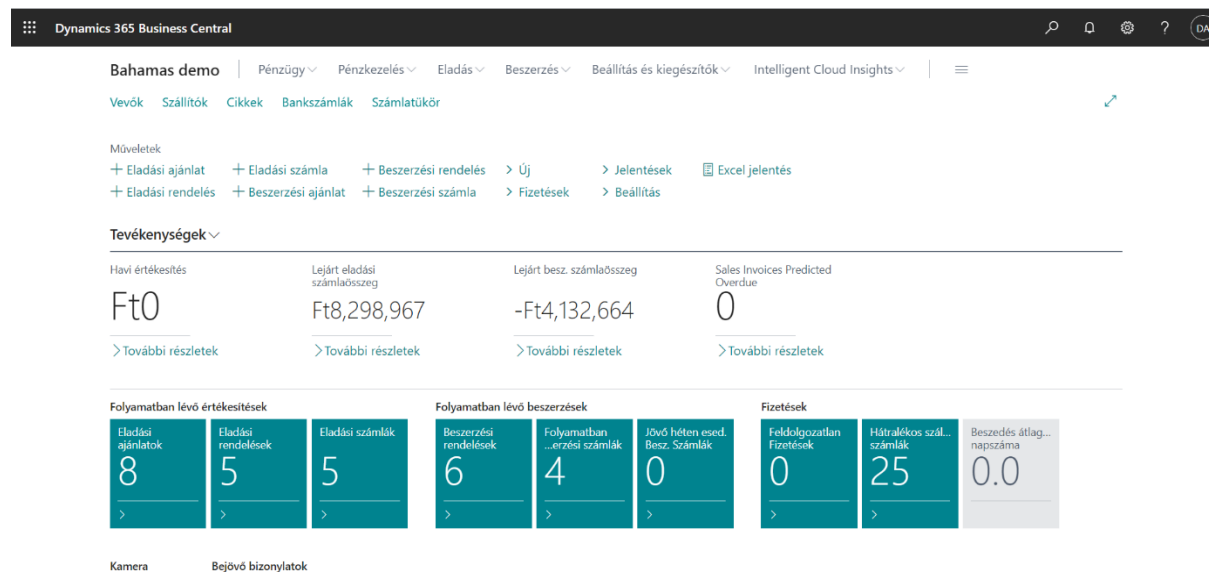 Dynamics 365 Business Central
? DA
Bahamas demo Pénzügy Pénzkezelés Eladás Beszerzés Beállítás és kiegészítők Intelligent Cloud Insights
Vevők Szállítók Cikkek Bankszámlák Számlatükör
Műveletek
+ Eladási ajánlat + Eladási számla + Beszerzési rendelés > Új > Jelentések Excel jelentés
+ Eladási rendelés + Beszerzési ajánlat + Beszerzési számla > Fizetések > Beállítás
Tevékenységek
Havi értékesítés
Ft0
>További részletek
Lejárt eladási
számlaösszeg
Ft8,298,967
>További részletek
Lejárt besz. számlaösszeg
-Ft4,132,664
>További részletek
Sales Invoices Predicted
Overdue
0
>További részletek
Folyamatban lévő értékesítések
Eladási
ajánlatok
8
>
Eladási
rendelések
5
>
Eladási számlák
5
>
Folyamatban lévő beszerzések
Beszerzési
rendelések
6
>
Folyamatban
...erzési számlák
4
>
Jövő héten esed.
Besz. Számlák
0
>
Fizetések
Feldolgozatlan
Fizetések
0
>
Hátralékos szál...
számlák
25
>
Beszedés átlag...
napszáma
0.0
Kamera Bejövő bizonylatok